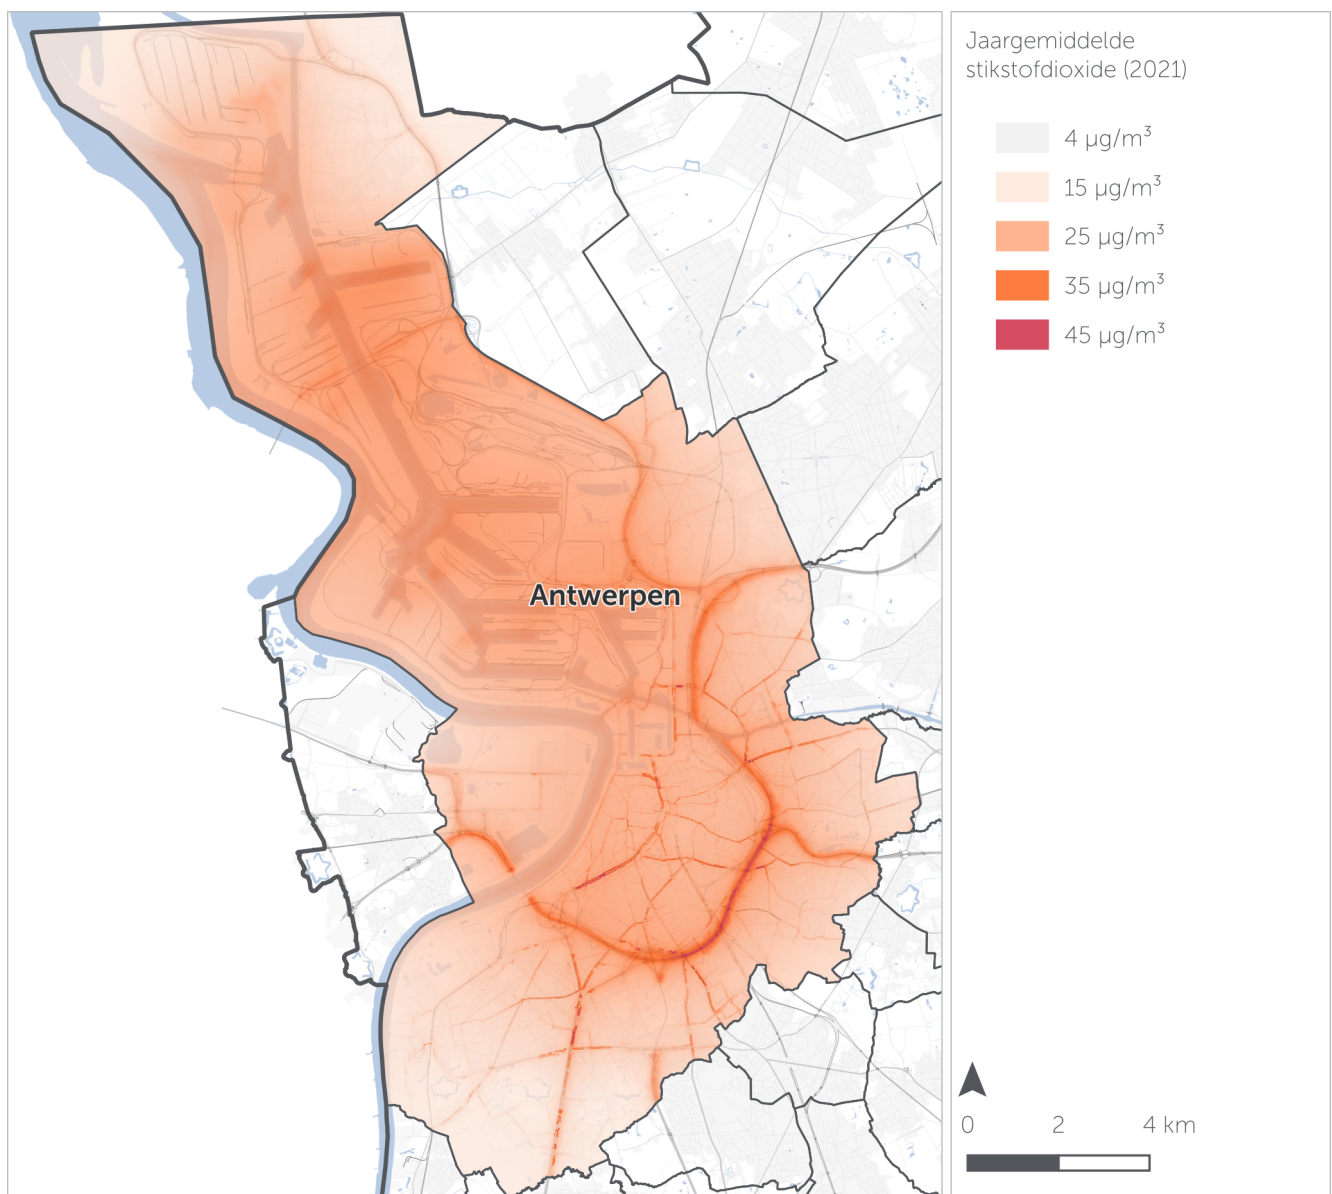 Jaargemiddelde
stikstofdioxide (2021)
4 µg/m³
15 µg/m³
25 µg/m³
35 µg/m³
45 µg/m³
Antwerpen
0 2 4 km